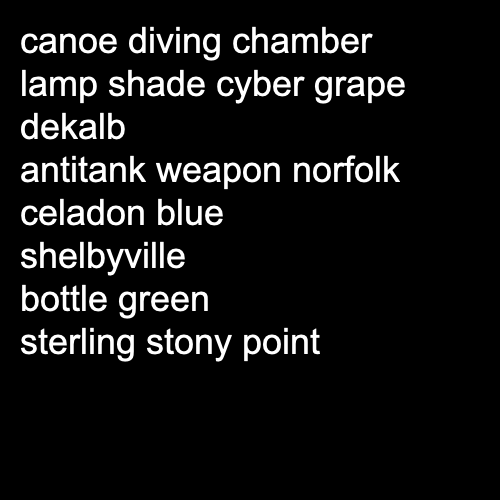 canoe diving chamber
lamp shade cyber grape
dekalb
antitank weapon norfolk
celadon blue
shelbyville
bottle green
sterling stony point